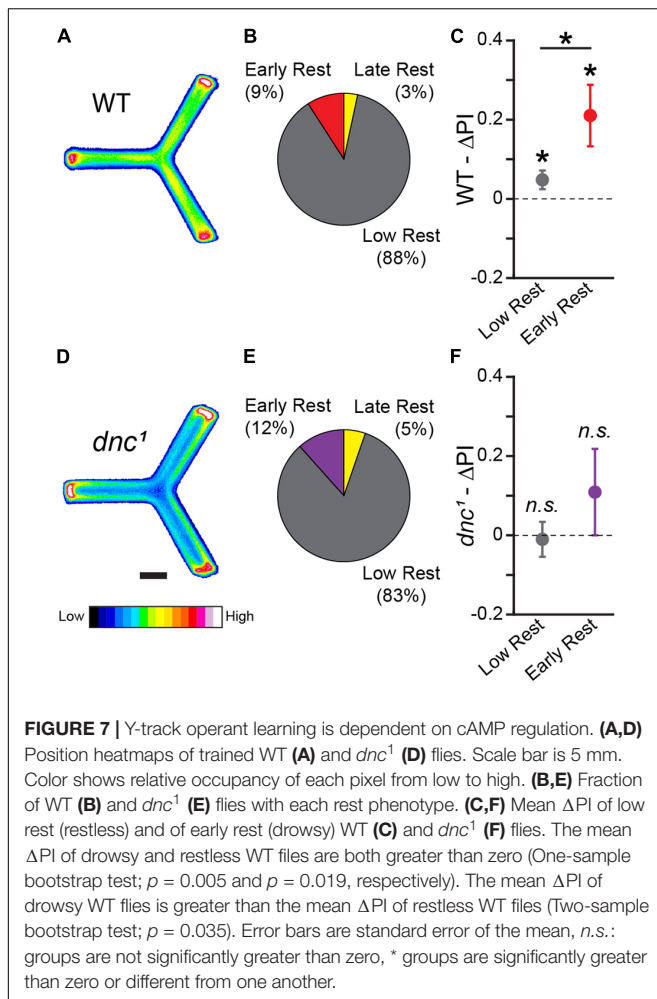 A
WT
B
Early Rest
(9%)
Late Rest
(3%)
Low Rest
(88%)
C
WT - ΔPI
0.4
0.2
0
-0.2
*
*
*
Low Rest
Early Rest
D
dnc¹
Low
High
E
Early Rest
(12%)
Late Rest
(5%)
Low Rest
(83%)
F
dnc¹ - ΔPI
0.4
0.2
0
-0.2
n.s.
n.s.
Low Rest
Early Rest
FIGURE 7 | Y-track operant learning is dependent on cAMP regulation. (A,D)
Position heatmaps of trained WT (A) and dnc¹ (D) flies. Scale bar is 5 mm.
Color shows relative occupancy of each pixel from low to high. (B,E) Fraction
of WT (B) and dnc¹ (E) flies with each rest phenotype. (C,F) Mean ΔPI of low
rest (restless) and of early rest (drowsy) WT (C) and dnc¹ (F) flies. The mean
ΔPI of drowsy and restless WT files are both greater than zero (One-sample
bootstrap test; p = 0.005 and p = 0.019, respectively). The mean ΔPI of
drowsy WT flies is greater than the mean ΔPI of restless WT flies (Two-sample
bootstrap test; p = 0.035). Error bars are standard error of the mean, n.s.:
groups are not significantly greater than zero, * groups are significantly greater
than zero or different from one another.